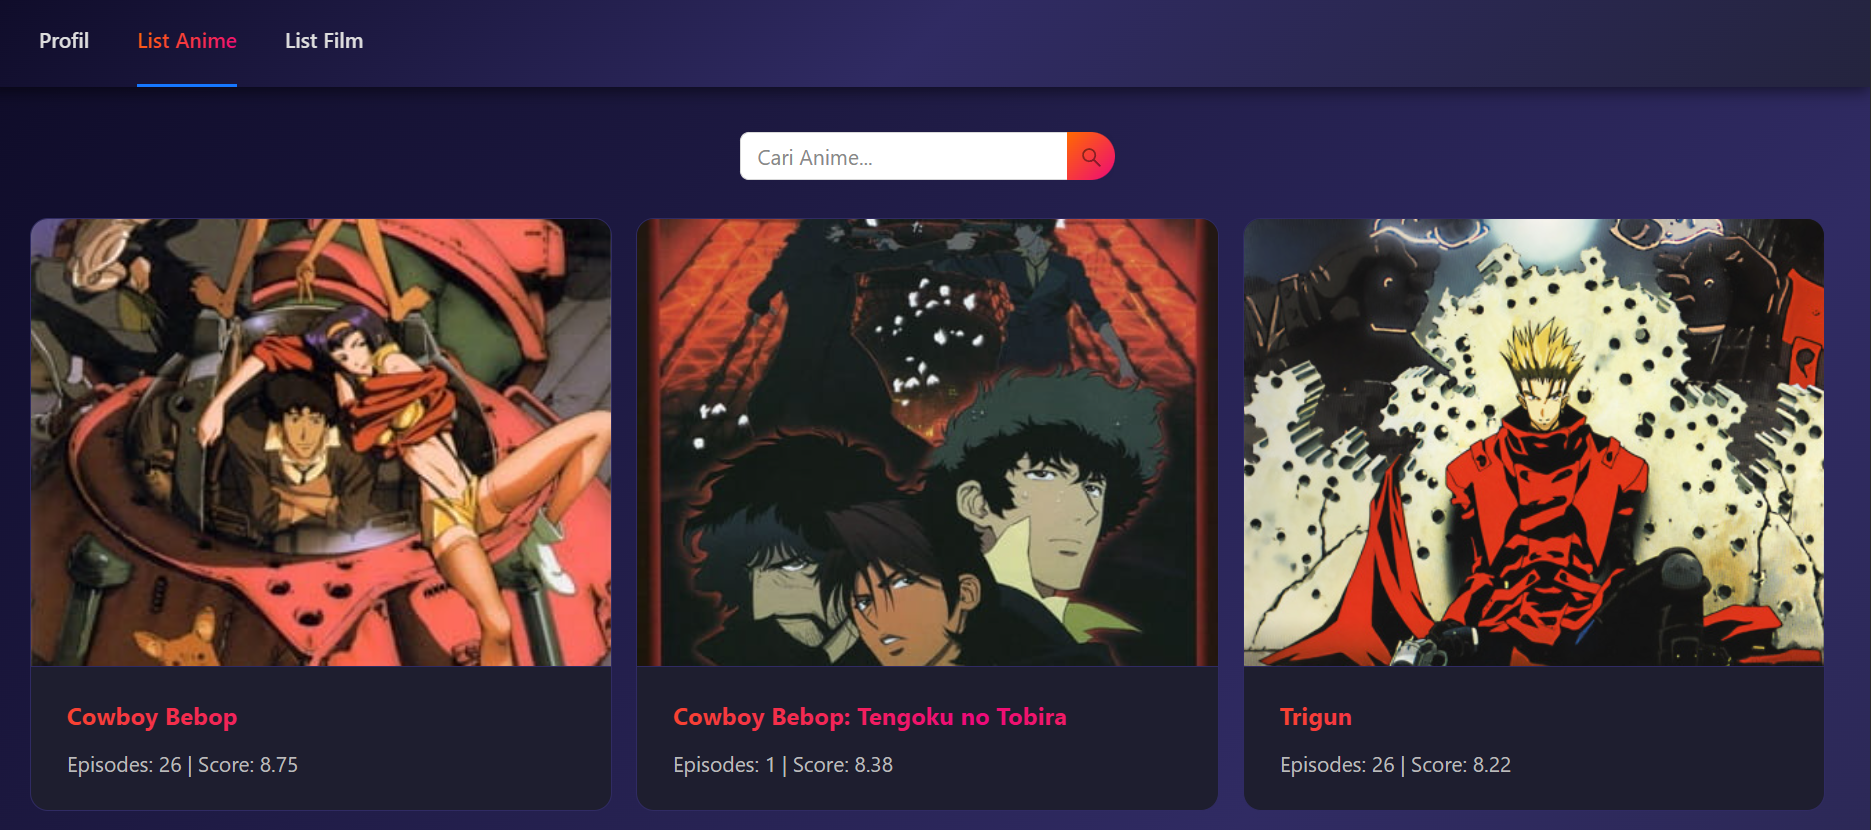 Profil
List Anime
List Film
Cari Anime...
Cowboy Bebop
Episodes: 26 | Score: 8.75
Cowboy Bebop: Tengoku no Tobira
Episodes: 1 | Score: 8.38
Trigun
Episodes: 26 | Score: 8.22